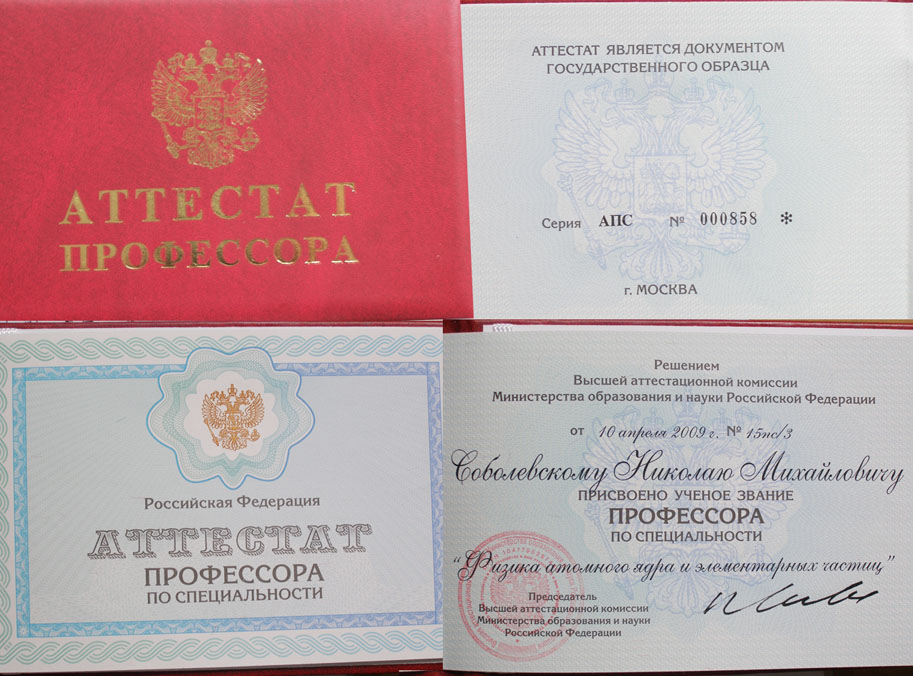 АТТЕСТАТ
ПРОФЕССОРА
АТТЕСТАТ ЯВЛЯЕТСЯ ДОКУМЕНТОМ
ГОСУДАРСТВЕННОГО ОБРАЗЦА
Серия АПС № 000858 *
г. МОСКВА
Российская Федерация
АТТЕСТАТ
ПРОФЕССОРА
ПО СПЕЦИАЛЬНОСТИ
Решением
Высшей аттестационной комиссии
Министерства образования и науки Российской Федерации
от 10 апреля 2009 г. № 15пс/3
Соболевскому Николаю Михайловичу
ПРИСВОЕНО УЧЕНОЕ ЗВАНИЕ
ПРОФЕССОРА
ПО СПЕЦИАЛЬНОСТИ
"Физика атомного ядра и элементарных частиц"
Председатель
Высшей аттестационной комиссии
Министерства образования и науки
Российской Федерации